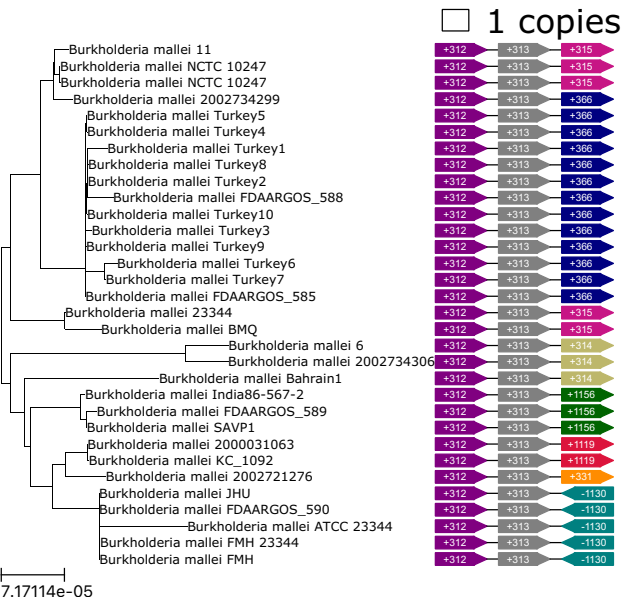 1 copies
Burkholderia mallei 11 +312 +313 +315
Burkholderia mallei NCTC 10247 +312 +313 +315
Burkholderia mallei NCTC 10247 +312 +313 +315
Burkholderia mallei 2002734299 +312 +313 +366
Burkholderia mallei Turkey5 +312 +313 +366
Burkholderia mallei Turkey4 +312 +313 +366
Burkholderia mallei Turkey1 +312 +313 +366
Burkholderia mallei Turkey8 +312 +313 +366
Burkholderia mallei Turkey2 +312 +313 +366
Burkholderia mallei FDAARGOS_588 +312 +313 +366
Burkholderia mallei Turkey10 +312 +313 +366
Burkholderia mallei Turkey3 +312 +313 +366
Burkholderia mallei Turkey9 +312 +313 +366
Burkholderia mallei Turkey6 +312 +313 +366
Burkholderia mallei Turkey7 +312 +313 +366
Burkholderia mallei FDAARGOS_585 +312 +313 +366
Burkholderia mallei 23344 +312 +313 +315
Burkholderia mallei BMQ +312 +313 +315
Burkholderia mallei 6 +312 +313 +314
Burkholderia mallei 2002734306 +312 +313 +314
Burkholderia mallei Bahrain1 +312 +313 +314
Burkholderia mallei India86-567-2 +312 +313 +1156
Burkholderia mallei FDAARGOS_589 +312 +313 +1156
Burkholderia mallei SAVP1 +312 +313 +1156
Burkholderia mallei 2000031063 +312 +313 +1119
Burkholderia mallei KC_1092 +312 +313 +1119
Burkholderia mallei 2002721276 +312 +313 +331
Burkholderia mallei JHU +312 +313 -1130
Burkholderia mallei FDAARGOS_590 +312 +313 -1130
Burkholderia mallei ATCC 23344 +312 +313 -1130
Burkholderia mallei FMH 23344 +312 +313 -1130
Burkholderia mallei FMH +312 +313 -1130
7.17114e-05